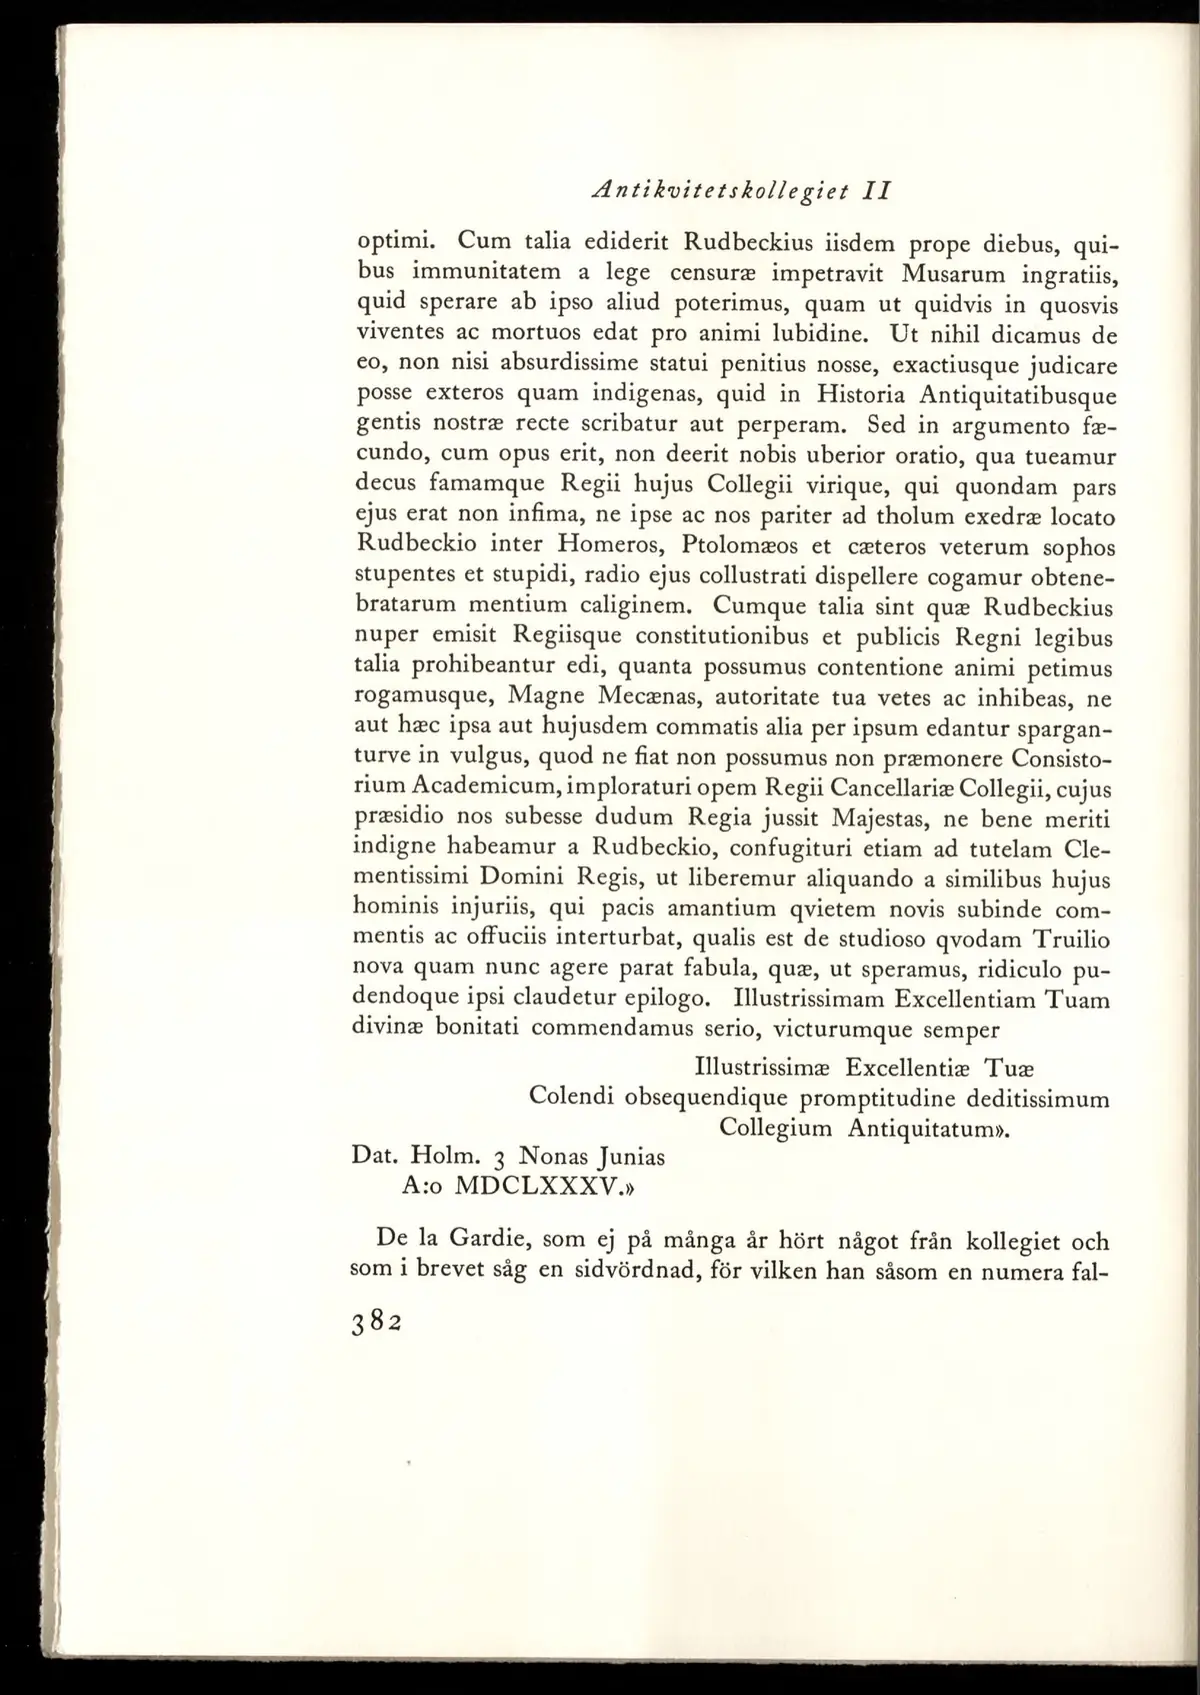 Antikvitetskollegiet II
optimi. Cum talia ediderit Rudbeckius iisdem prope diebus, qui-
bus immunitatem a lege censuræ impetravit Musarum ingratiis,
quid sperare ab ipso aliud poterimus, quam ut quidvis in quosvis
viventes ac mortuos edat pro animi lubidine. Ut nihil dicamus de
eo, non nisi absurdissime statui penitius nosse, exactiusque judicare
posse exteros quam indigenas, quid in Historia Antiquitatibusque
gentis nostræ recte scribatur aut perperam. Sed in argumento fæ-
cundo, cum opus erit, non deerit nobis uberior oratio, qua tueamur
decus famamque Regii hujus Collegii virique, qui quondam pars
ejus erat non infima, ne ipse ac nos pariter ad tholum exedræ locato
Rudbeckio inter Homeros, Ptolomæos et cæteros veterum sophos
stupentes et stupidi, radio ejus collustrati dispellere cogamur obtene-
bratarum mentium caliginem. Cumque talia sint quæ Rudbeckius
nuper emisit Regiisque constitutionibus et publicis Regni legibus
talia prohibeantur edi, quanta possumus contentione animi petimus
rogamusque, Magne Mecænas, autoritate tua vetes ac inhibeas, ne
aut hæc ipsa aut hujusdem commatis alia per ipsum edantur spargan-
turve in vulgus, quod ne fiat non possumus non præmonere Consisto-
rium Academicum, imploraturi opem Regii Cancellariæ Collegii, cujus
præsidio nos subesse dudum Regia jussit Majestas, ne bene meriti
indigne habeamur a Rudbeckio, confugituri etiam ad tutelam Cle-
mentissimi Domini Regis, ut liberemur aliquando a similibus hujus
hominis injuriis, qui pacis amantium qvietem novis subinde com-
mentis ac offuciis interturbat, qualis est de studioso qvodam Truilio
nova quam nunc agere parat fabula, quæ, ut speramus, ridiculo pu-
dendoque ipsi claudetur epilogo. Illustrissimam Excellentiam Tuam
divinæ bonitati commendamus serio, victurumque semper
Illustrissimæ Excellentiæ Tuæ
Colendi obsequendique promptitudine deditissimum
Collegium Antiquitatum».
Dat. Holm. 3 Nonas Junias
A:o MDCLXXXV.»
De la Gardie, som ej på många år hört något från kollegiet och
som i brevet såg en sidvördnad, för vilken han såsom en numera fal-
382